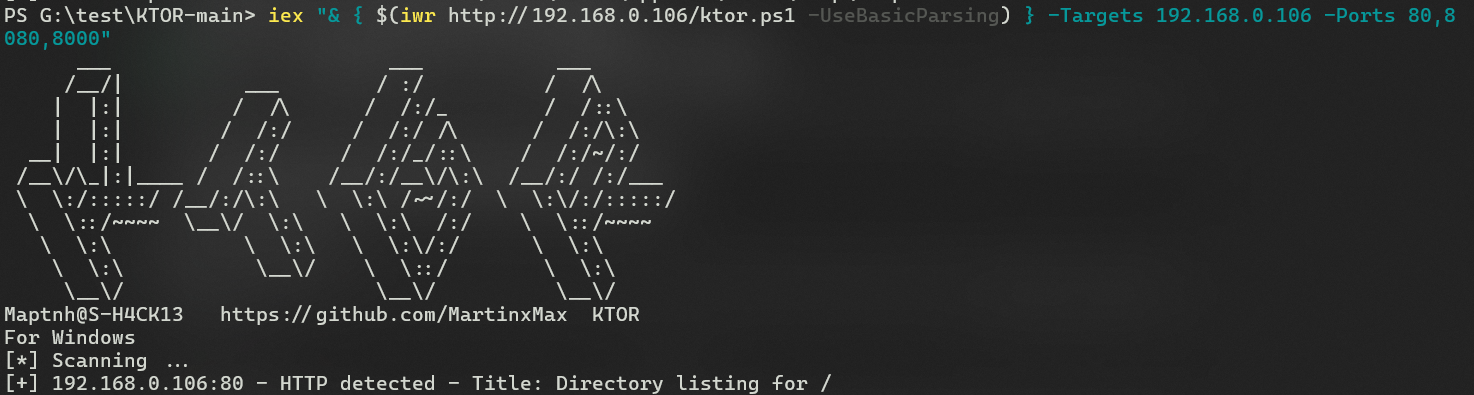 PS G:\test\KTOR-main> iex "& { $(iwr http://192.168.0.106/ktor.ps1 -UseBasicParsing) } -Targets 192.168.0.106 -Ports 80,8
080,8000"
      ___                       ___           ___
     /__/|          ___        / :/          /  /\
    |  |:|         /  /\      /  /:/_        /  /::\
    |  |:|        /  /:/     /  /:/ /\      /  /:/\:\
  __|  |:|       /  /:/     /  /:/_/::\    /  /:/~/:/
 /__\/\_|:|____ /  /::\    /__/:/__\/\:\  /__/:/ /:/___
 \  \:/:::::/ /__/:/\:\   \  \:\ /~~/:/  \  \:\/:/:::::/
  \  \::/~~~~  \__\/  \:\   \  \:\  /:/    \  \::/~~~~
   \  \:\           \  \:\   \  \:\/:/      \  \:\
    \  \:\           \__\/    \  \::/        \  \:\
     \__\/                     \__\/          \__\/
Maptnh@S-H4CK13   https://github.com/MartinxMax  KTOR
For Windows
[*] Scanning ...
[+] 192.168.0.106:80 - HTTP detected - Title: Directory listing for /